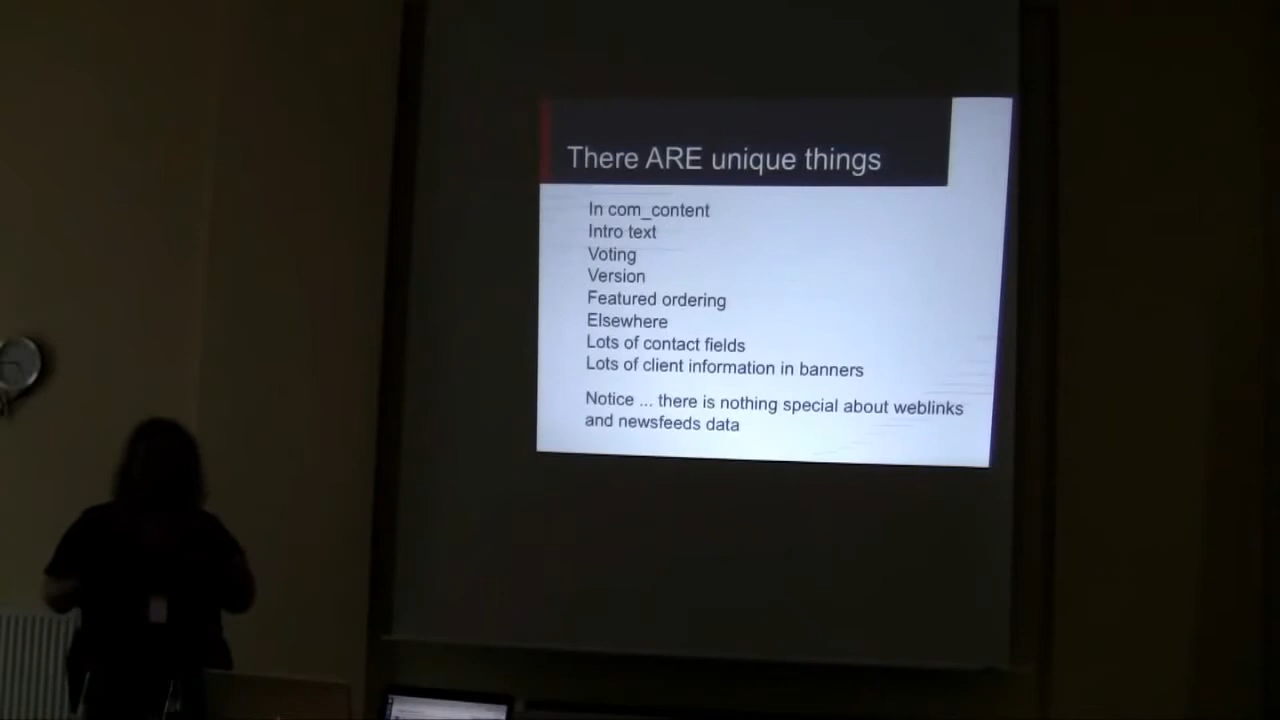 There ARE unique things
In com_content
Intro text
Voting
Version
Featured ordering
Elsewhere
Lots of contact fields
Lots of client information in banners
Notice ... there is nothing special about weblinks
and newsfeeds data